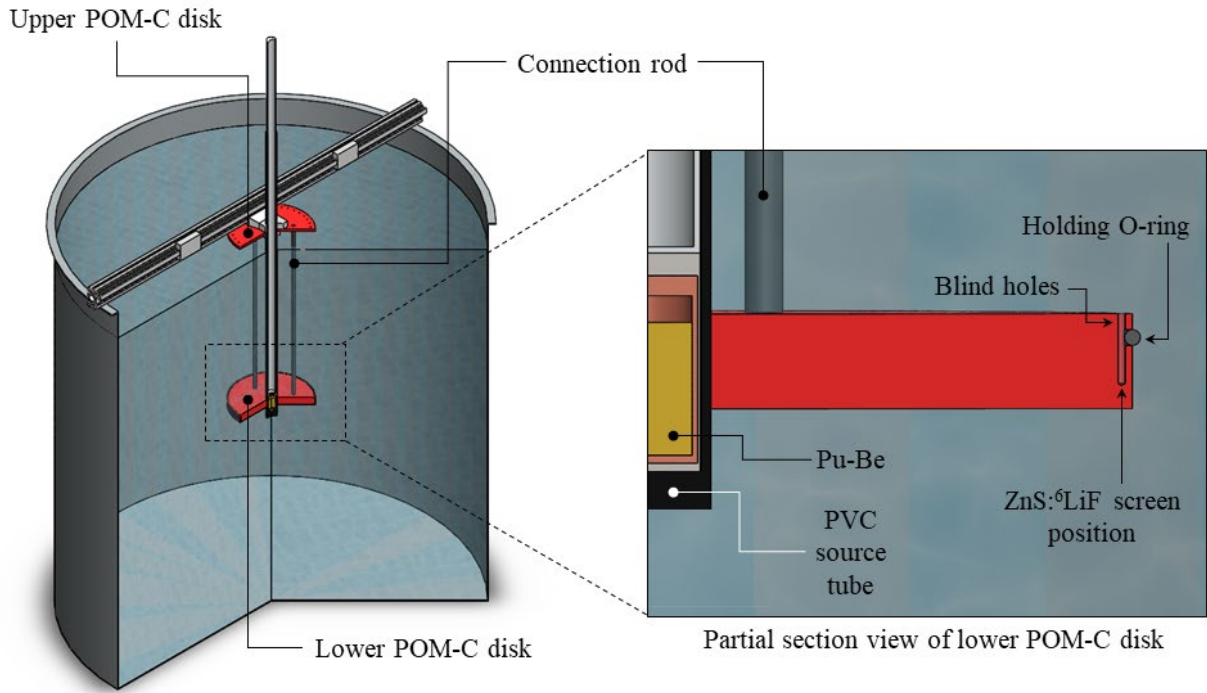 Upper POM-C disk
Connection rod
Holding O-ring
Blind holes
Pu-Be
ZnS:⁶LiF screen
position
PVC
source
tube
Lower POM-C disk
Partial section view of lower POM-C disk